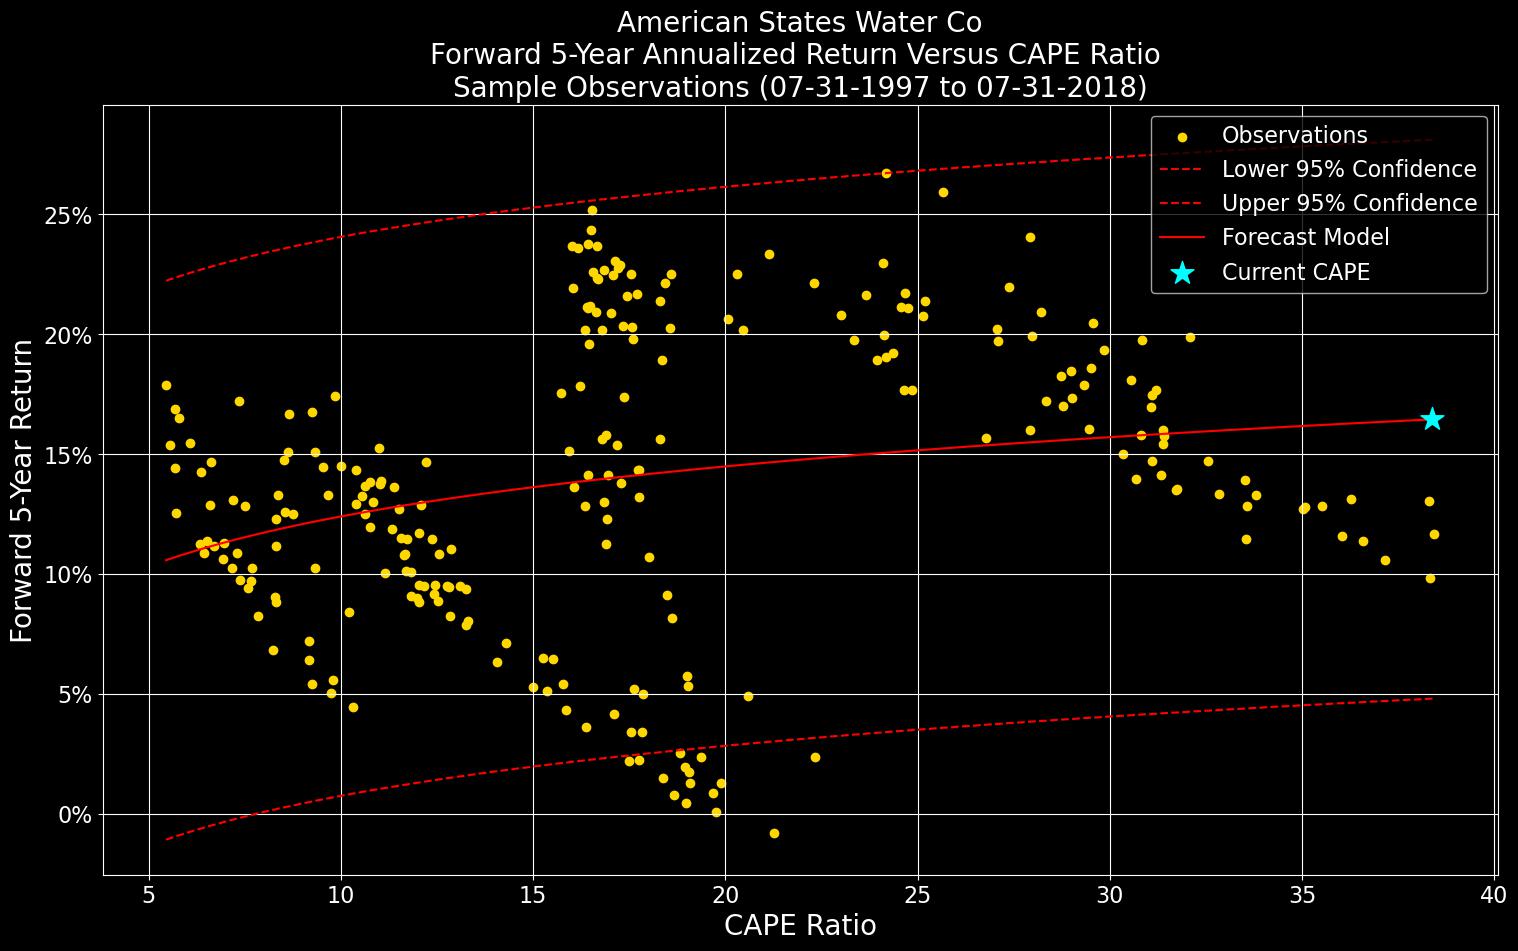 American States Water Co
Forward 5-Year Annualized Return Versus CAPE Ratio
Sample Observations (07-31-1997 to 07-31-2018)
Observations
Lower 95% Confidence
Upper 95% Confidence
Forecast Model
Current CAPE
Forward 5-Year Return
25%
20%
15%
10%
5%
0%
5 10 15 20 25 30 35 40
CAPE Ratio